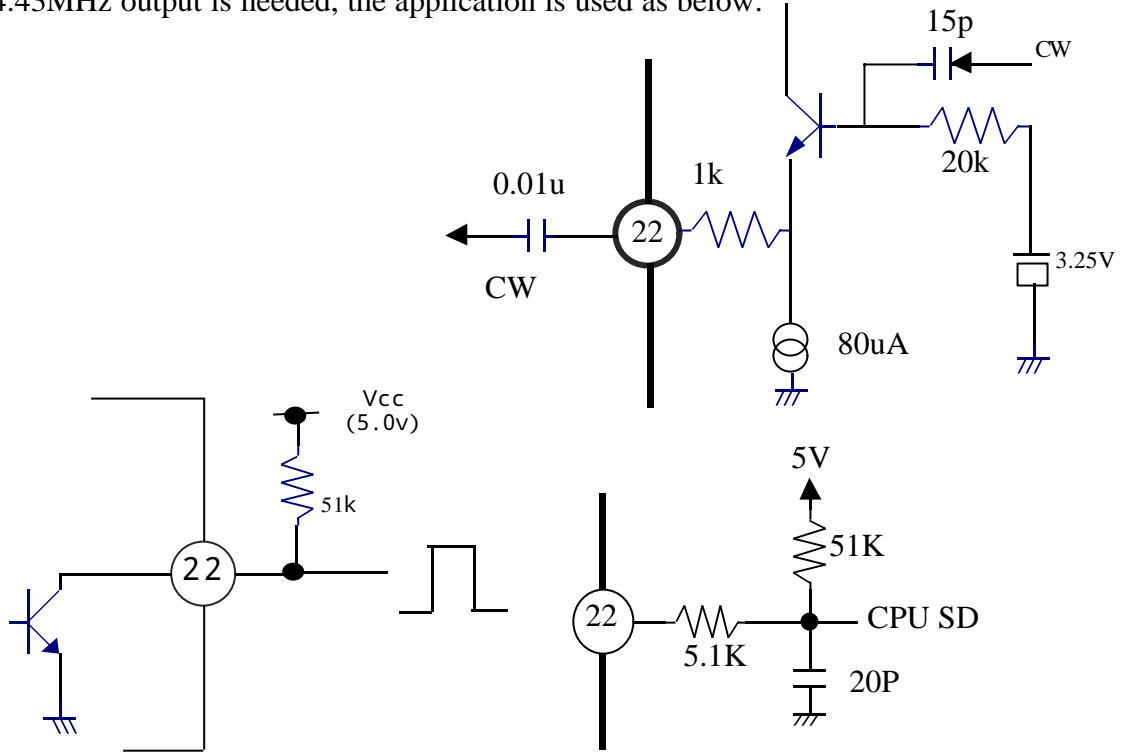 4.43MHz output is needed, the application is used as below.
15p
CW
20k
1k
0.01u
22
CW
3.25V
80uA
Vcc
(5.0v)
51k
22
5V
51K
22
CPU SD
5.1K
20P